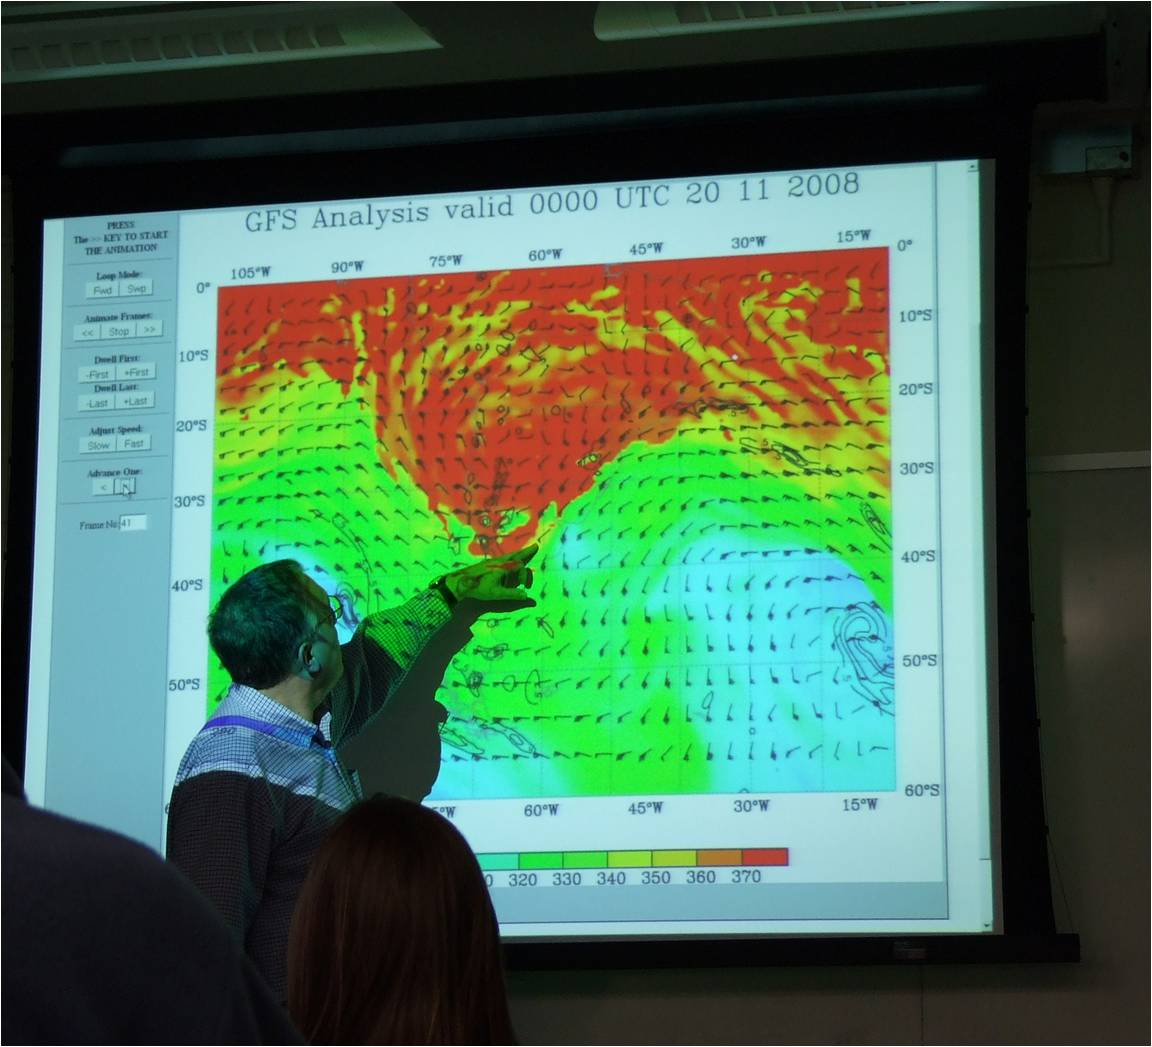 GFS Analysis valid 0000 UTC 20 11 2008
PRESS
The >> KEY TO START
THE ANIMATION
Loop Mode:
Fwd Swp
Animate Frames:
<< Stop >>
Dwell First:
-First +First
Dwell Last:
-Last +Last
Adjust Speed:
Slow Fast
Advance One:
<
Frame No: 41
105°W 90°W 75°W 60°W 45°W 30°W 15°W
0° 0°
10°S 10°S
20°S 20°S
30°S 30°S
40°S 40°S
50°S 50°S
60°S
60°W 45°W 30°W 15°W
320 330 340 350 360 370